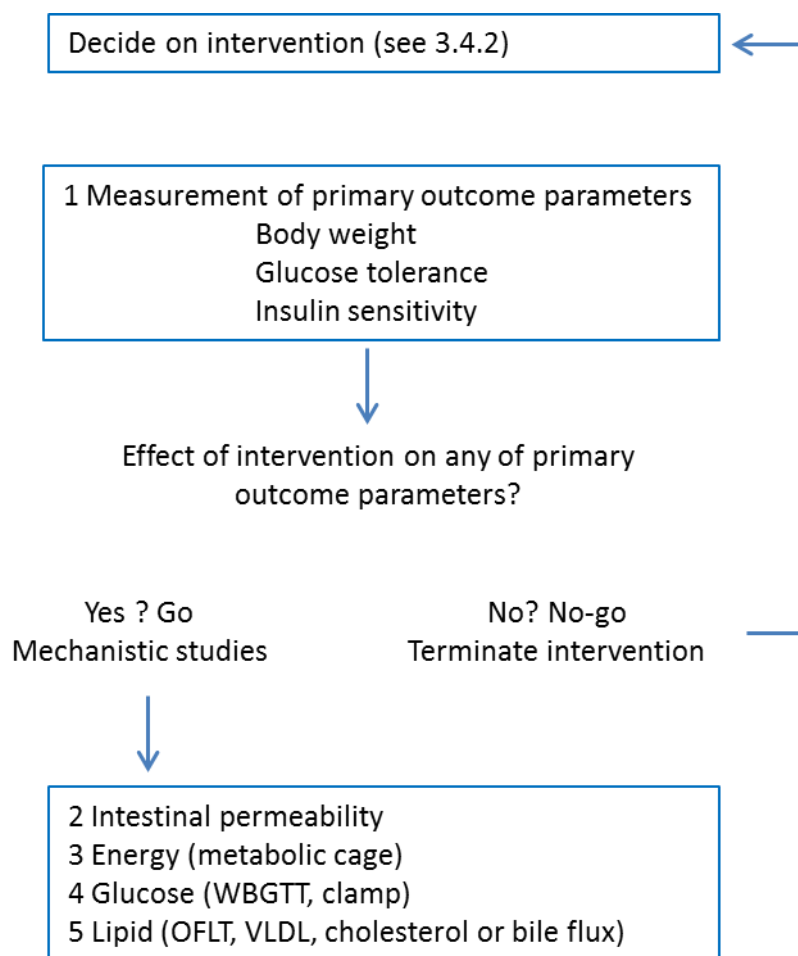 Decide on intervention (see 3.4.2)
1 Measurement of primary outcome parameters
Body weight
Glucose tolerance
Insulin sensitivity
Effect of intervention on any of primary
outcome parameters?
Yes ? Go
Mechanistic studies
No? No-go
Terminate intervention
2 Intestinal permeability
3 Energy (metabolic cage)
4 Glucose (WBGTT, clamp)
5 Lipid (OFLT, VLDL, cholesterol or bile flux)